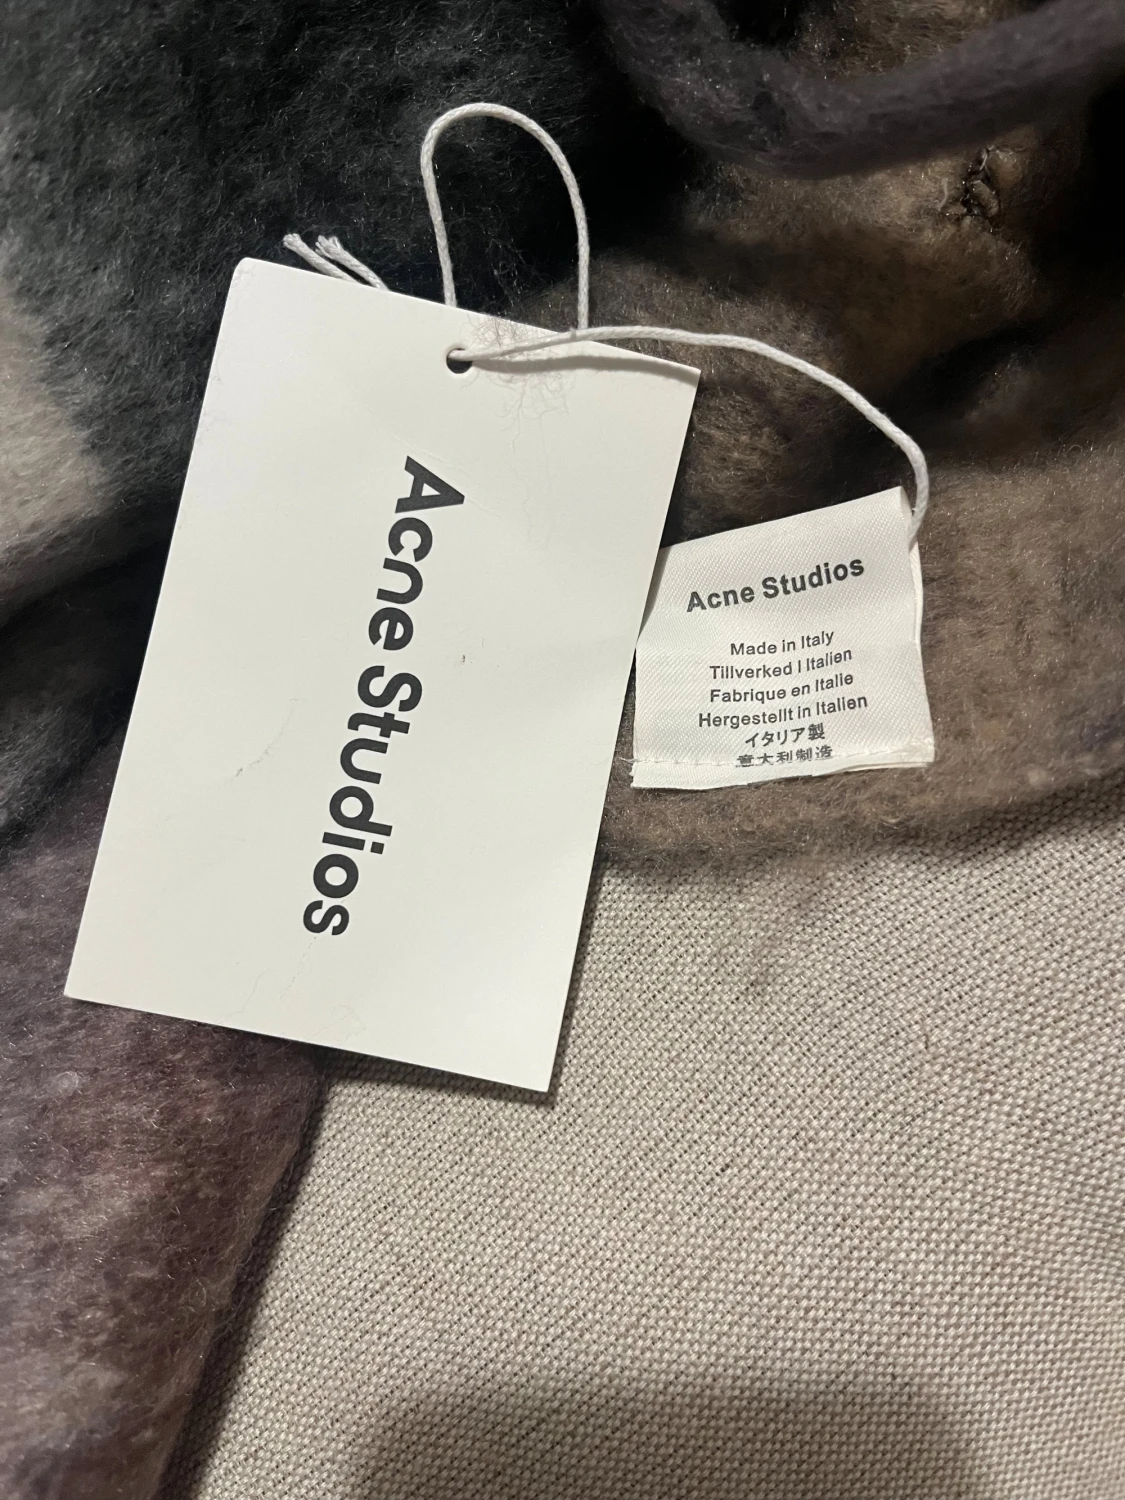 Acne Studios
Acne Studios
Made in Italy
Tillverked I Italien
Fabrique en Italie
Hergestellt in Italien
イタリア製
意大利制造